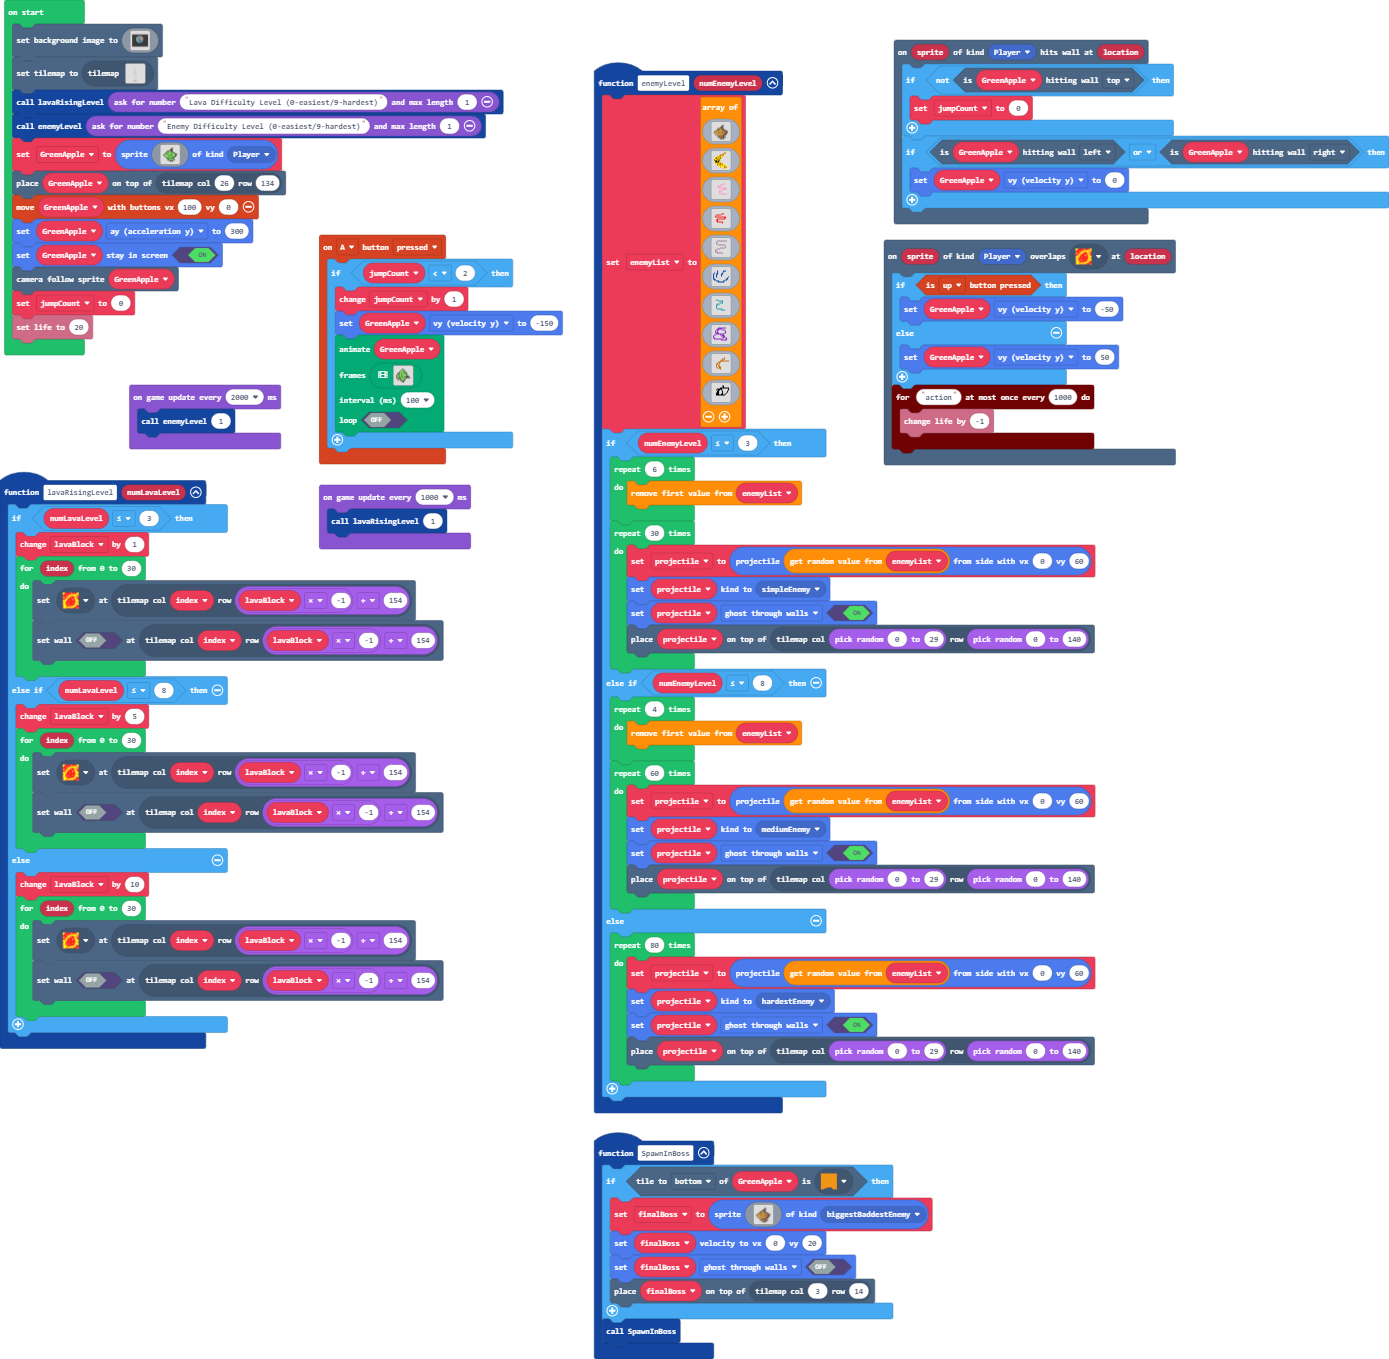 on start
set background image to
set tilemap to tilemap
call lavaRisingLevel ask for number "Lava Difficulty Level (0-easiest/9-hardest)" and max length 1
call enemyLevel ask for number "Enemy Difficulty Level (0-easiest/9-hardest)" and max length 1
set GreenApple to sprite of kind Player
place GreenApple on top of tilemap col 26 row 134
move GreenApple with buttons vx 100 vy 0
set GreenApple ay (acceleration y) to 300
set GreenApple stay in screen ON
camera follow sprite GreenApple
set jumpCount to 0
set life to 20
on game update every 2000 ms
call enemyLevel 1
on A button pressed
if jumpCount < 2 then
change jumpCount by 1
set GreenApple vy (velocity y) to -150
animate GreenApple
frames
interval (ms) 100
loop OFF
on game update every 1000 ms
call lavaRisingLevel 1
function lavaRisingLevel numLavaLevel
if numLavaLevel ≤ 3 then
change lavaBlock by 1
for index from 0 to 30
do
set at tilemap col index row lavaBlock × -1 + 154
set wall OFF at tilemap col index row lavaBlock × -1 + 154
else if numLavaLevel ≤ 8 then
change lavaBlock by 5
for index from 0 to 30
do
set at tilemap col index row lavaBlock × -1 + 154
set wall OFF at tilemap col index row lavaBlock × -1 + 154
else
change lavaBlock by 10
for index from 0 to 30
do
set at tilemap col index row lavaBlock × -1 + 154
set wall OFF at tilemap col index row lavaBlock × -1 + 154
function enemyLevel numEnemyLevel
array of
set enemyList to
if numEnemyLevel ≤ 3 then
repeat 6 times
do
remove first value from enemyList
repeat 30 times
do
set projectile to projectile get random value from enemyList from side with vx 0 vy 60
set projectile kind to simpleEnemy
set projectile ghost through walls ON
place projectile on top of tilemap col pick random 0 to 29 row pick random 0 to 140
else if numEnemyLevel ≤ 8 then
repeat 4 times
do
remove first value from enemyList
repeat 60 times
do
set projectile to projectile get random value from enemyList from side with vx 0 vy 60
set projectile kind to mediumEnemy
set projectile ghost through walls ON
place projectile on top of tilemap col pick random 0 to 29 row pick random 0 to 140
else
repeat 80 times
do
set projectile to projectile get random value from enemyList from side with vx 0 vy 60
set projectile kind to hardestEnemy
set projectile ghost through walls ON
place projectile on top of tilemap col pick random 0 to 29 row pick random 0 to 140
function SpawnInBoss
if tile to bottom of GreenApple is then
set finalBoss to sprite of kind biggestBaddestEnemy
set finalBoss velocity to vx 0 vy 20
set finalBoss ghost through walls OFF
place finalBoss on top of tilemap col 3 row 14
call SpawnInBoss
on sprite of kind Player hits wall at location
if not is GreenApple hitting wall top then
set jumpCount to 0
if is GreenApple hitting wall left or is GreenApple hitting wall right then
set GreenApple vy (velocity y) to 0
on sprite of kind Player overlaps at location
if is up button pressed then
set GreenApple vy (velocity y) to -50
else
set GreenApple vy (velocity y) to 50
for "action" at most once every 1000 do
change life by -1